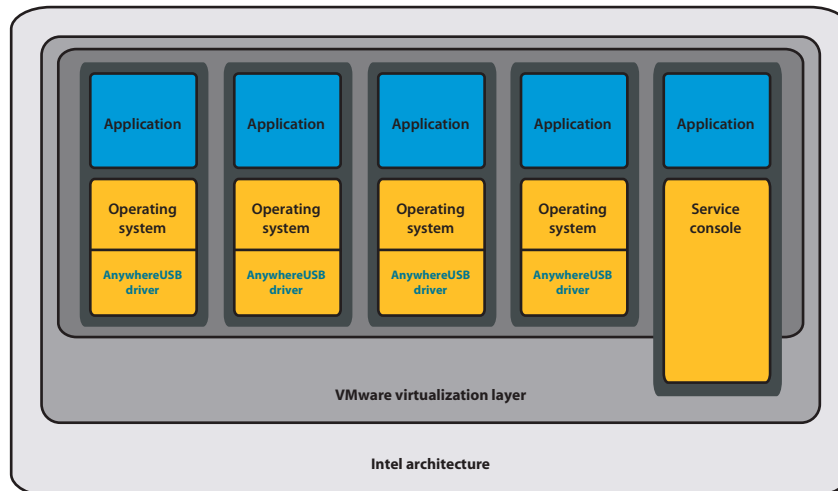 Application
Application
Application
Application
Application
Operating
system
Operating
system
Operating
system
Operating
system
Service
console
AnywhereUSB
driver
AnywhereUSB
driver
AnywhereUSB
driver
AnywhereUSB
driver
VMware virtualization layer
Intel architecture